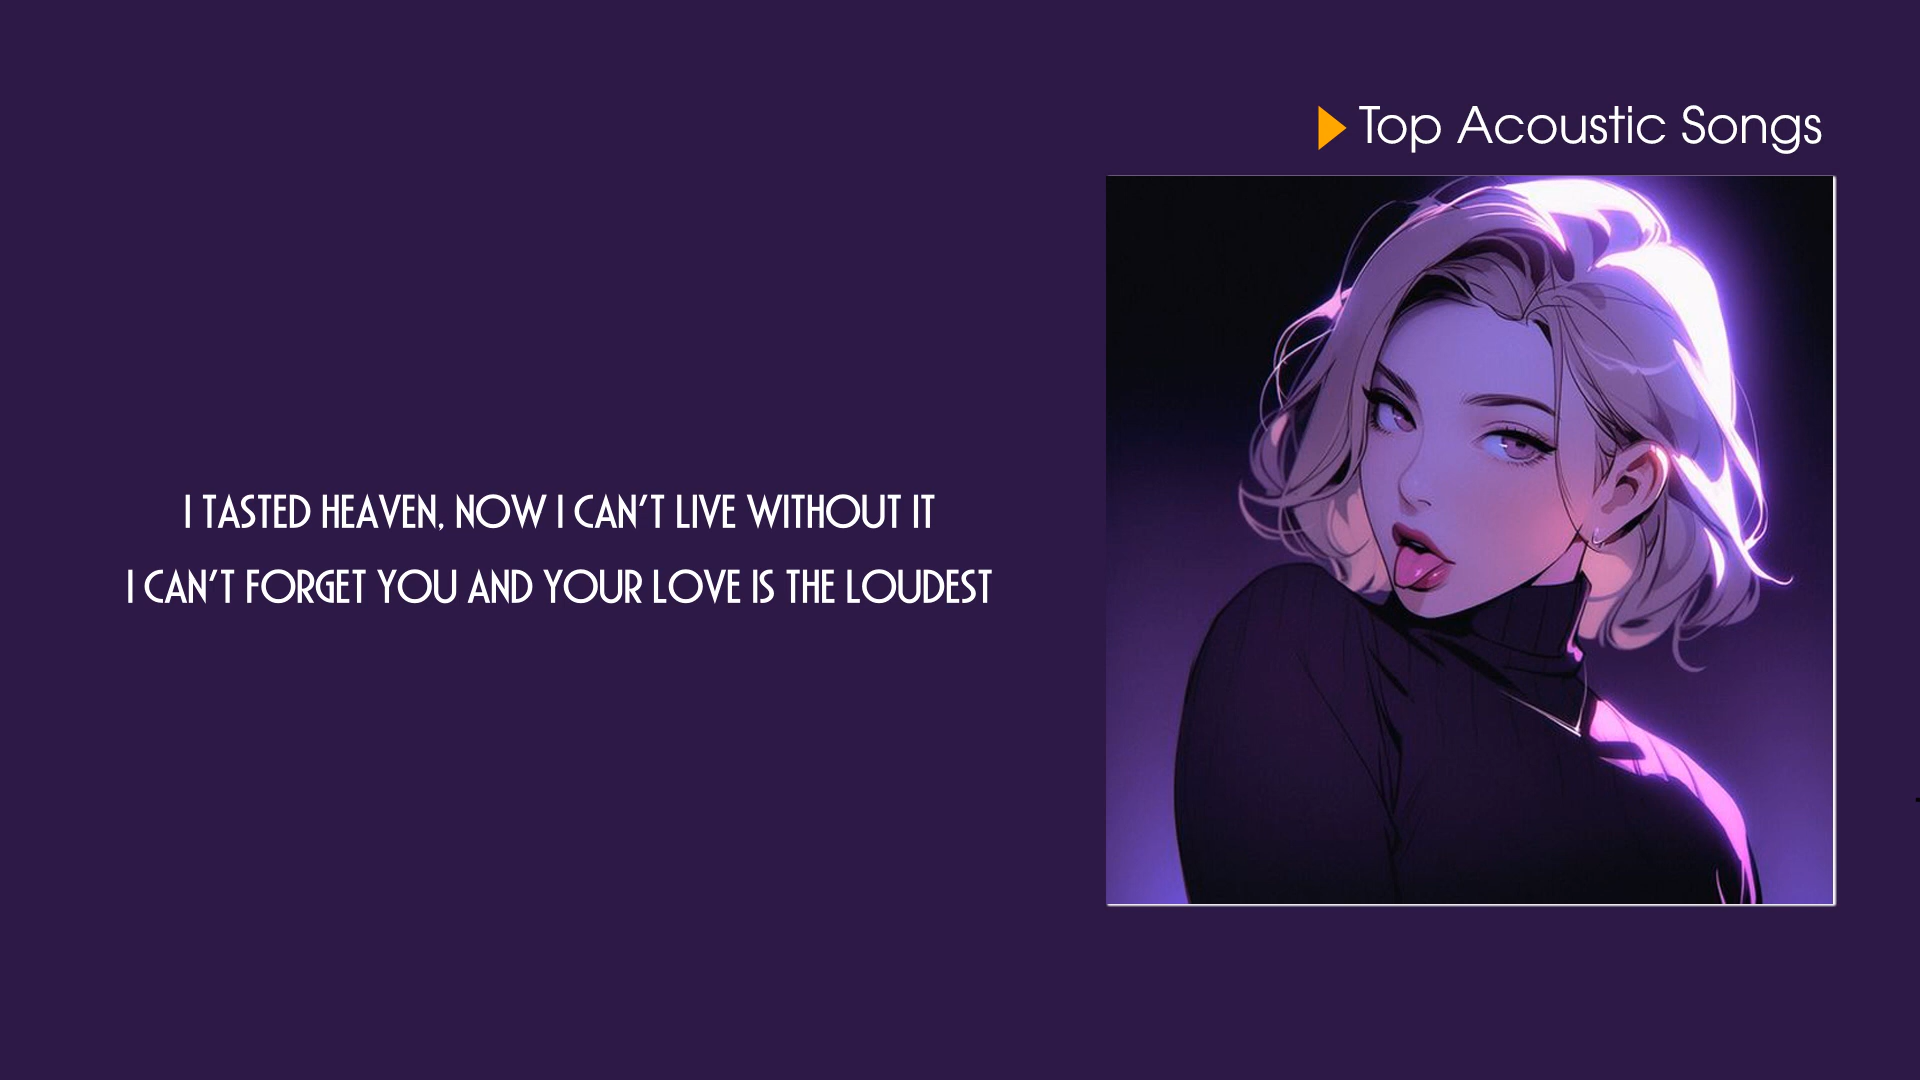 Top Acoustic Songs
I TASTED HEAVEN, NOW I CAN'T LIVE WITHOUT IT
I CAN'T FORGET YOU AND YOUR LOVE IS THE LOUDEST